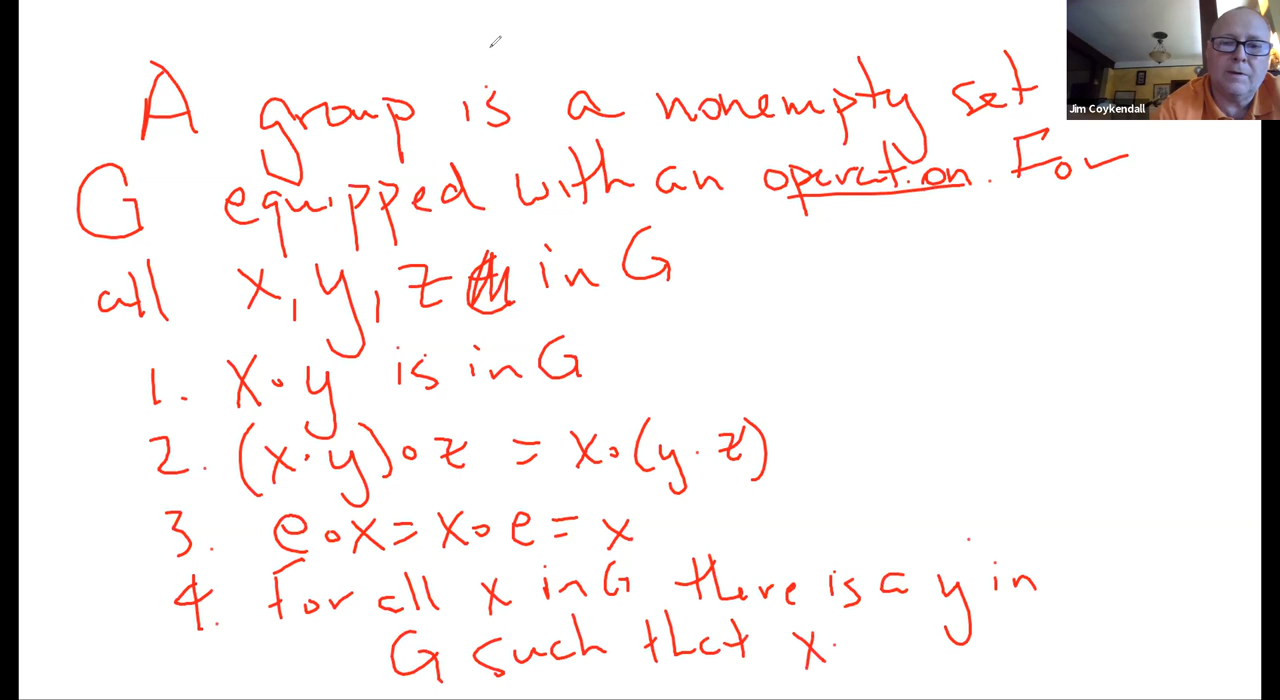 A group is a nonempty set
Jim Coykendall
G equipped with an operation. For
all x, y, z in G
1. x∘y is in G
2. (x·y)∘z = x∘(y·z)
3. e∘x = x∘e = x
4. For all x in G there is a y in
G such that x·